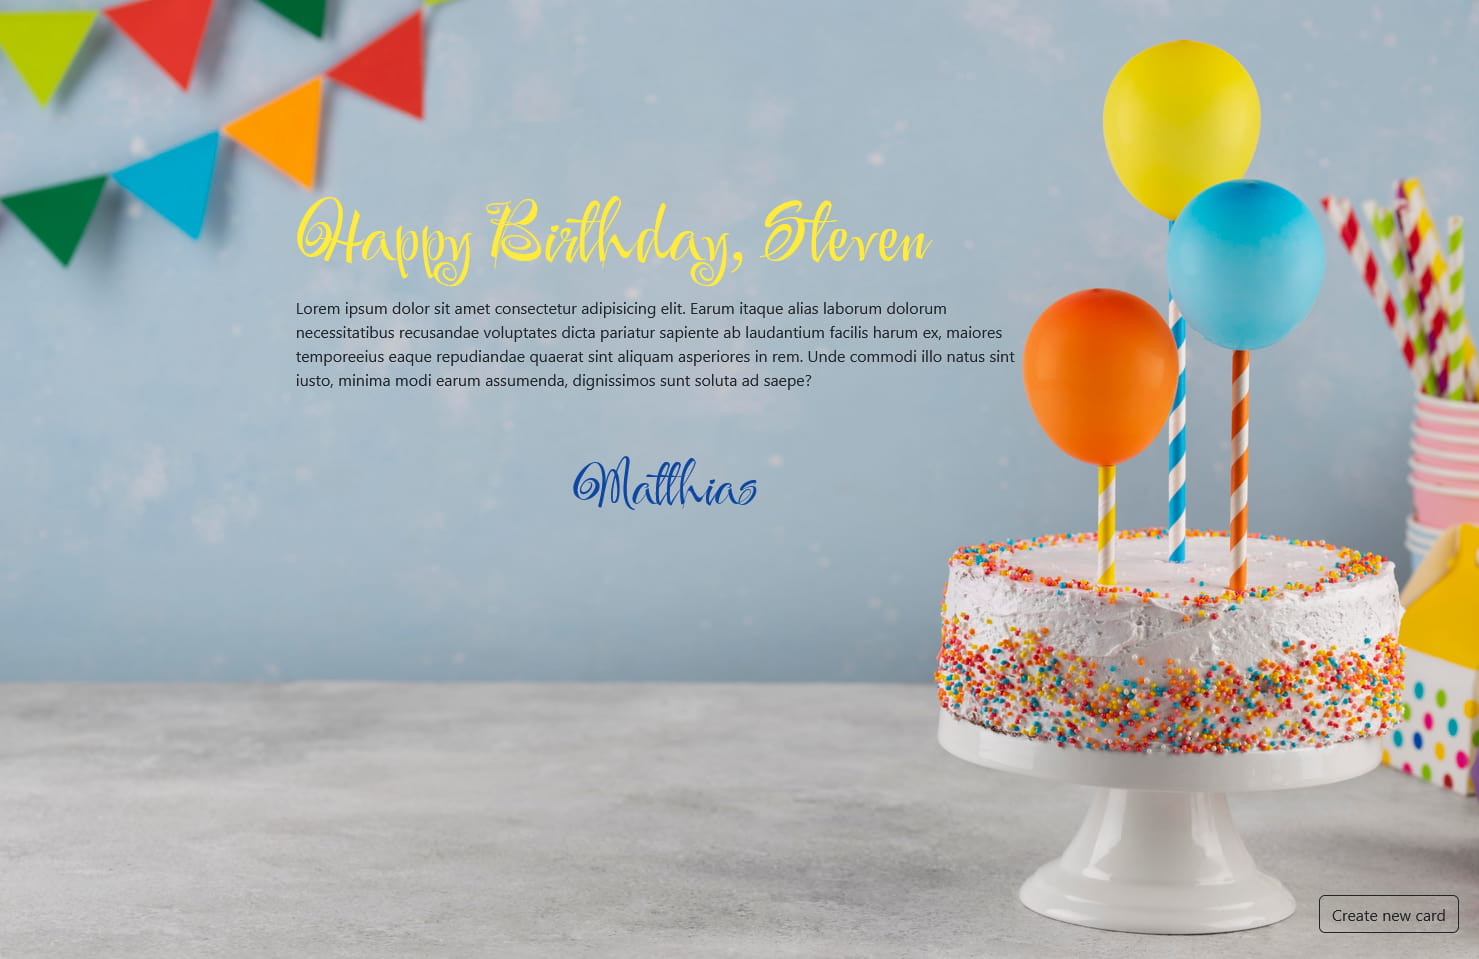 Happy Birthday, Steven
Lorem ipsum dolor sit amet consectetur adipisicing elit. Earum itaque alias laborum dolorum
necessitatibus recusandae voluptates dicta pariatur sapiente ab laudantium facilis harum ex, maiores
temporeeius eaque repudiandae quaerat sint aliquam asperiores in rem. Unde commodi illo natus sint
iusto, minima modi earum assumenda, dignissimos sunt soluta ad saepe?
Matthias
Create new card